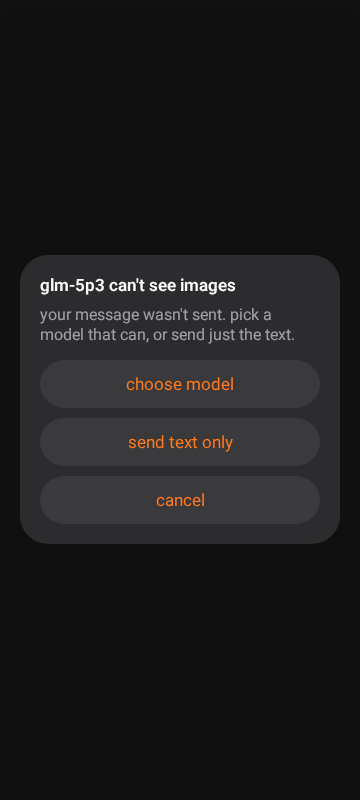 glm-5p3 can't see images
your message wasn't sent. pick a
model that can, or send just the text.
choose model
send text only
cancel